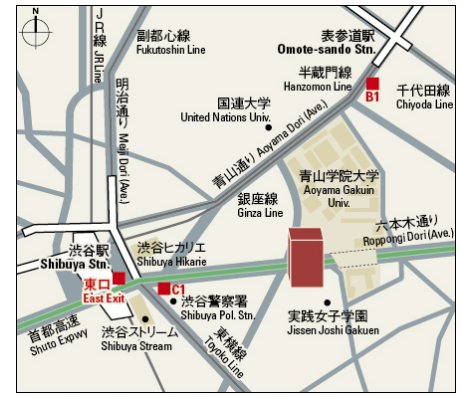 N
JR線
JR Line
副都心線
Fukutoshin Line
表参道駅
Omote-sando Stn.
半蔵門線
Hanzomon Line
B1
千代田線
Chiyoda Line
国連大学
United Nations Univ.
明治通り Meiji Dori (Ave.)
青山通り Aoyama Dori (Ave.)
銀座線
Ginza Line
青山学院大学
Aoyama Gakuin
Univ.
六本木通り
Roppongi Dori (Ave.)
渋谷駅
Shibuya Stn.
渋谷ヒカリエ
Shibuya Hikarie
東口
East Exit
C1
渋谷警察署
Shibuya Pol. Stn.
首都高速
Shuto Expwy
渋谷ストリーム
Shibuya Stream
東横線
Toyoko Line
実践女子学園
Jissen Joshi Gakuen